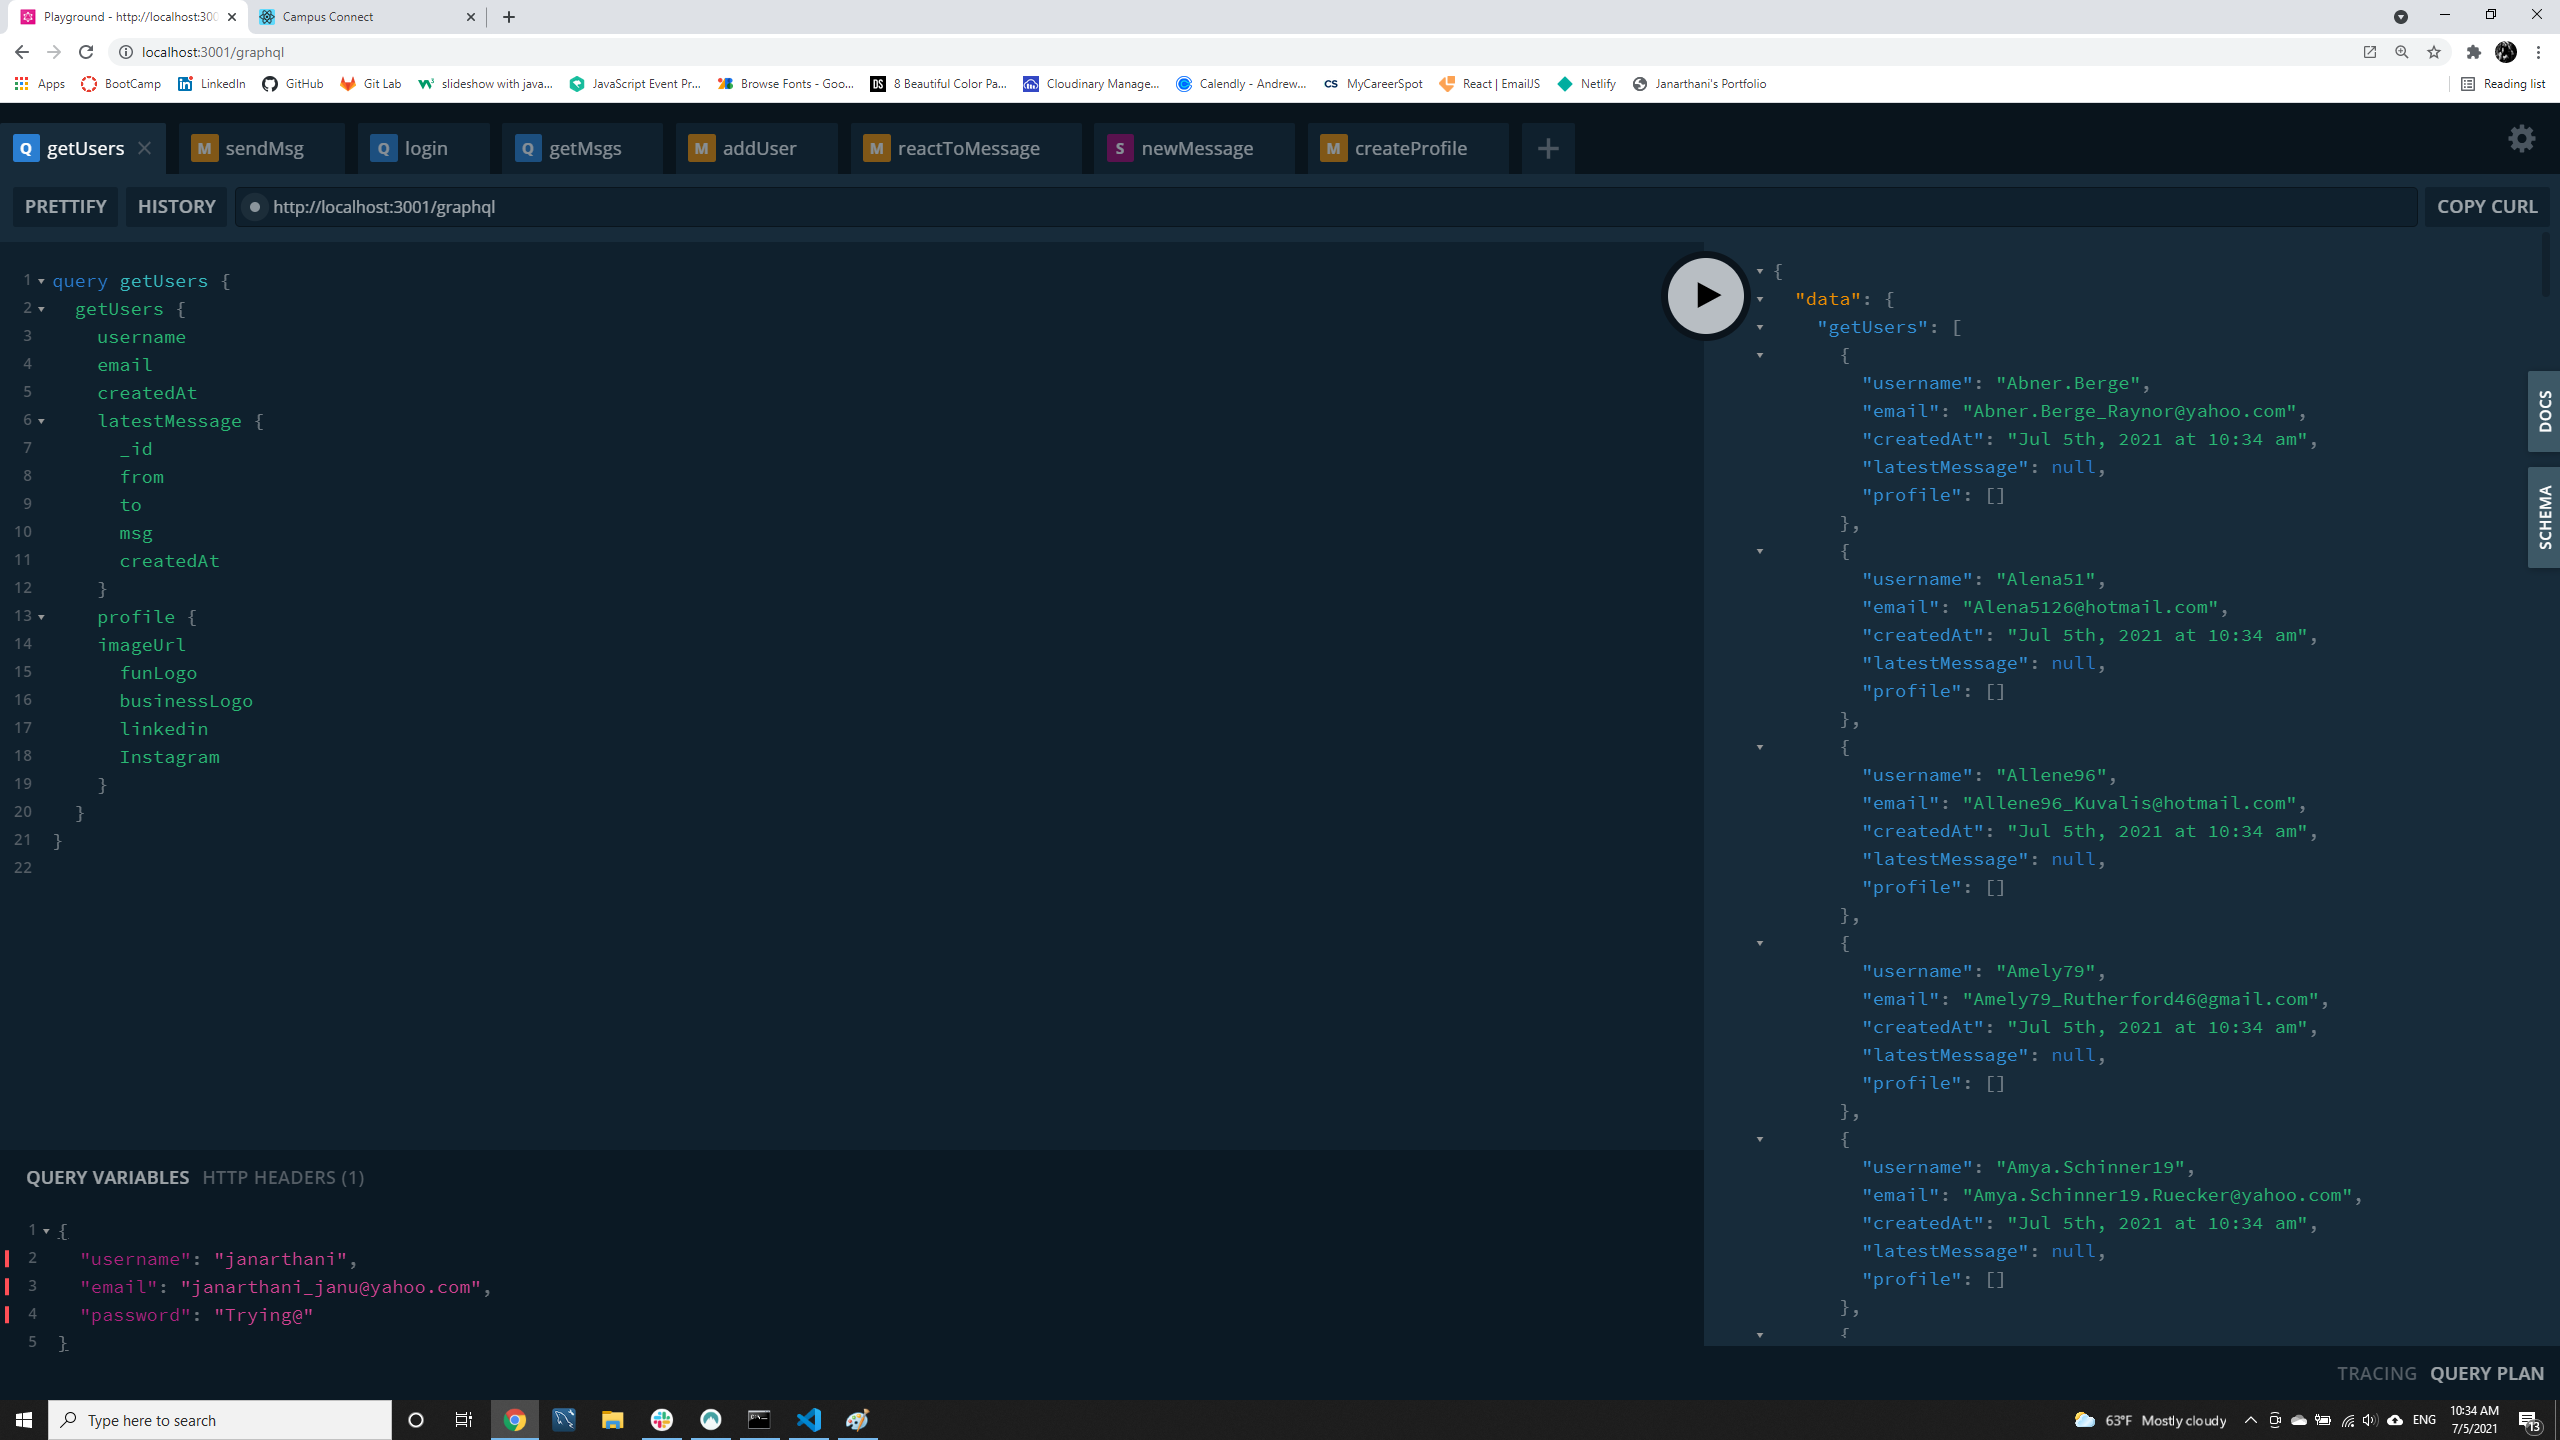 Playground - http://localhost:300
Campus Connect
localhost:3001/graphql
Apps BootCamp LinkedIn GitHub Git Lab slideshow with java... JavaScript Event Pr... Browse Fonts - Goo... 8 Beautiful Color Pa... Cloudinary Manage... Calendly - Andrew... MyCareerSpot React | EmailJS Netlify Janarthani's Portfolio Reading list
Q getUsers M sendMsg Q login Q getMsgs M addUser M reactToMessage S newMessage M createProfile
PRETTIFY HISTORY http://localhost:3001/graphql COPY CURL
1 query getUsers {
2 getUsers {
3 username
4 email
5 createdAt
6 latestMessage {
7 _id
8 from
9 to
10 msg
11 createdAt
12 }
13 profile {
14 imageUrl
15 funLogo
16 businessLogo
17 linkedin
18 Instagram
19 }
20 }
21 }
22
{
"data": {
"getUsers": [
{
"username": "Abner.Berge",
"email": "Abner.Berge_Raynor@yahoo.com",
"createdAt": "Jul 5th, 2021 at 10:34 am",
"latestMessage": null,
"profile": []
},
{
"username": "Alena51",
"email": "Alena5126@hotmail.com",
"createdAt": "Jul 5th, 2021 at 10:34 am",
"latestMessage": null,
"profile": []
},
{
"username": "Allene96",
"email": "Allene96_Kuvalis@hotmail.com",
"createdAt": "Jul 5th, 2021 at 10:34 am",
"latestMessage": null,
"profile": []
},
{
"username": "Amely79",
"email": "Amely79_Rutherford46@gmail.com",
"createdAt": "Jul 5th, 2021 at 10:34 am",
"latestMessage": null,
"profile": []
},
{
"username": "Amya.Schinner19",
"email": "Amya.Schinner19.Ruecker@yahoo.com",
"createdAt": "Jul 5th, 2021 at 10:34 am",
"latestMessage": null,
"profile": []
},
{
DOCS
SCHEMA
QUERY VARIABLES HTTP HEADERS (1)
1 {
2 "username": "janarthani",
3 "email": "janarthani_janu@yahoo.com",
4 "password": "Trying@"
5 }
TRACING QUERY PLAN
Type here to search
63°F Mostly cloudy ENG
10:34 AM
7/5/2021
13